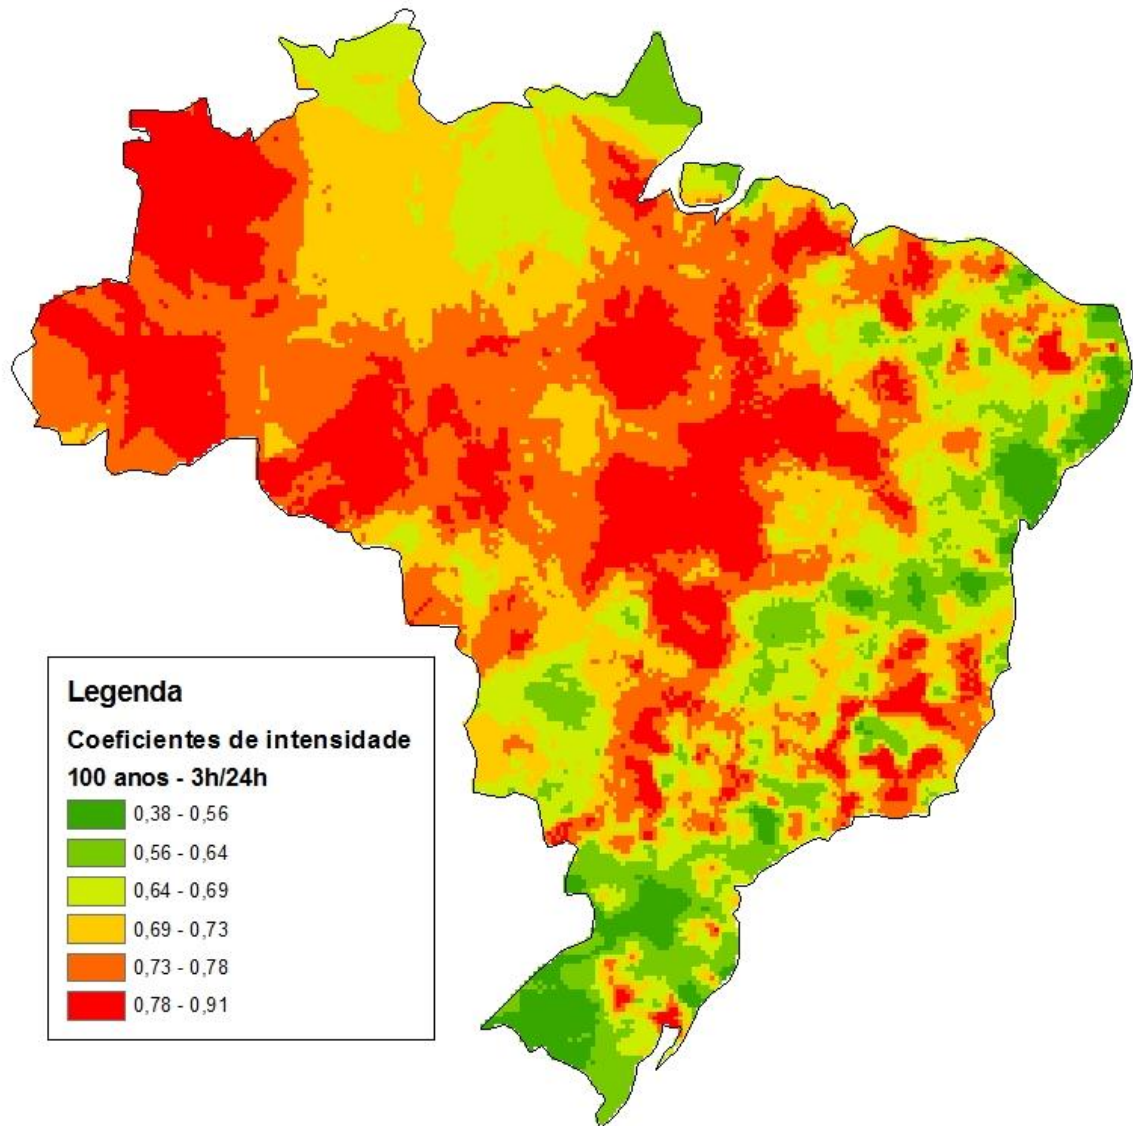 Legenda
Coeficientes de intensidade
100 anos - 3h/24h
0,38 - 0,56
0,56 - 0,64
0,64 - 0,69
0,69 - 0,73
0,73 - 0,78
0,78 - 0,91